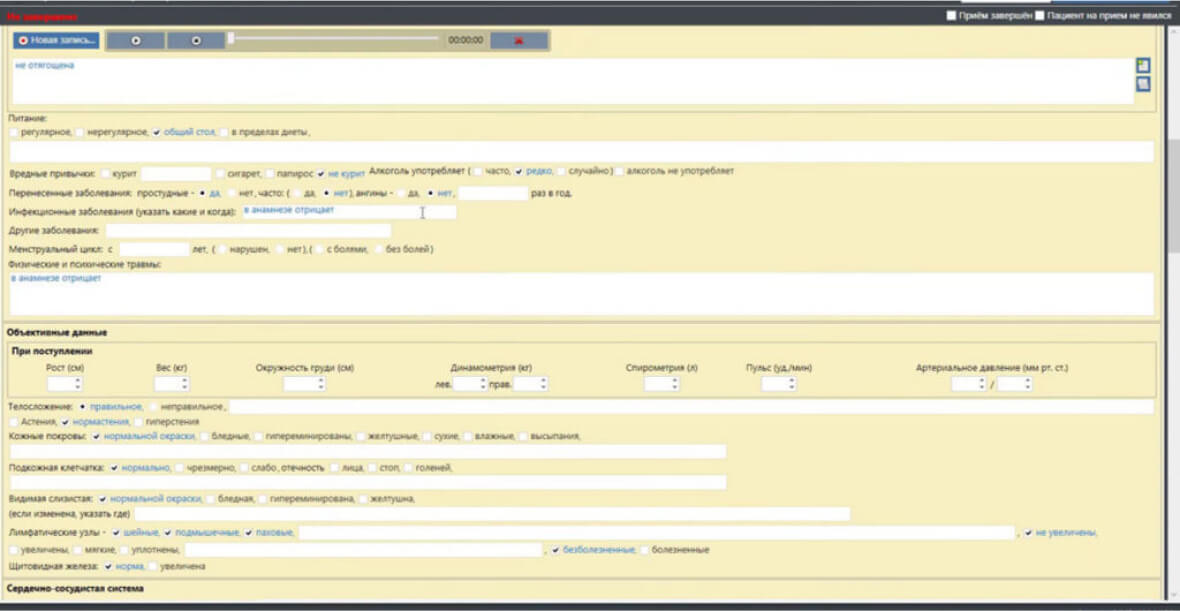 Не завершено
Приём завершён Пациент на прием не явился
Новая запись... 00:00:00
не отягощена
Питание:
регулярное, нерегулярное, общий стол, в пределах диеты,
Вредные привычки: курит сигарет, папирос не курит Алкоголь употребляет ( часто, редко, случайно) алкоголь не употребляет
Перенесенные заболевания: простудные - да, нет, часто: ( да, нет), ангины - да, нет, раз в год.
Инфекционные заболевания (указать какие и когда): в анамнезе отрицает
Другие заболевания:
Менструальный цикл: с лет, ( нарушен, нет), ( с болями, без болей)
Физические и психические травмы:
в анамнезе отрицает
Объективные данные
При поступлении
Рост (см) Вес (кг) Окружность груди (см) Динамометрия (кг) Спирометрия (л) Пульс (уд./мин) Артериальное давление (мм рт. ст.)
лев. прав. /
Телосложение: правильное, неправильное,
Астения, нормастения, гиперстения
Кожные покровы: нормальной окраски, бледные, гипереминированы, желтушные, сухие, влажные, высыпания,
Подкожная клетчатка: нормально, чрезмерно, слабо, отечность лица, стоп, голеней,
Видимая слизистая: нормальной окраски, бледная, гипереминирована, желтушна,
(если изменена, указать где)
Лимфатические узлы - шейные, подмышечные, паховые, , не увеличены,
увеличены, мягкие, уплотнены, , безболезненные, болезненные
Щитовидная железа: норма, увеличена
Сердечно-сосудистая система